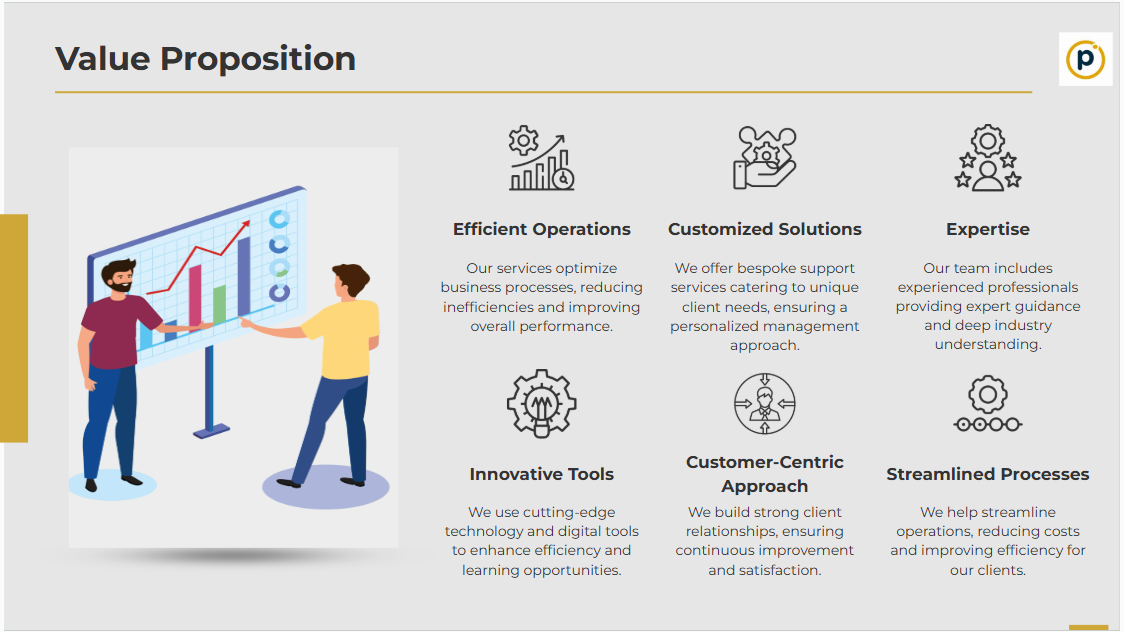 Value Proposition
p
Efficient Operations
Our services optimize
business processes, reducing
inefficiencies and improving
overall performance.
Customized Solutions
We offer bespoke support
services catering to unique
client needs, ensuring a
personalized management
approach.
Expertise
Our team includes
experienced professionals
providing expert guidance
and deep industry
understanding.
Innovative Tools
We use cutting-edge
technology and digital tools
to enhance efficiency and
learning opportunities.
Customer-Centric
Approach
We build strong client
relationships, ensuring
continuous improvement
and satisfaction.
Streamlined Processes
We help streamline
operations, reducing costs
and improving efficiency for
our clients.